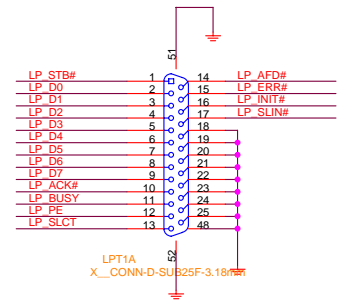 51
LP_STB# 1 14 LP_AFD#
LP_D0 2 15 LP_ERR#
LP_D1 3 16 LP_INIT#
LP_D2 4 17 LP_SLIN#
LP_D3 5 18
LP_D4 6 19
LP_D5 7 20
LP_D6 8 21
LP_D7 9 22
LP_ACK# 10 23
LP_BUSY 11 24
LP_PE 12 25
LP_SLCT 13 48
52
LPT1A
X__CONN-D-SUB25F-3.18mm